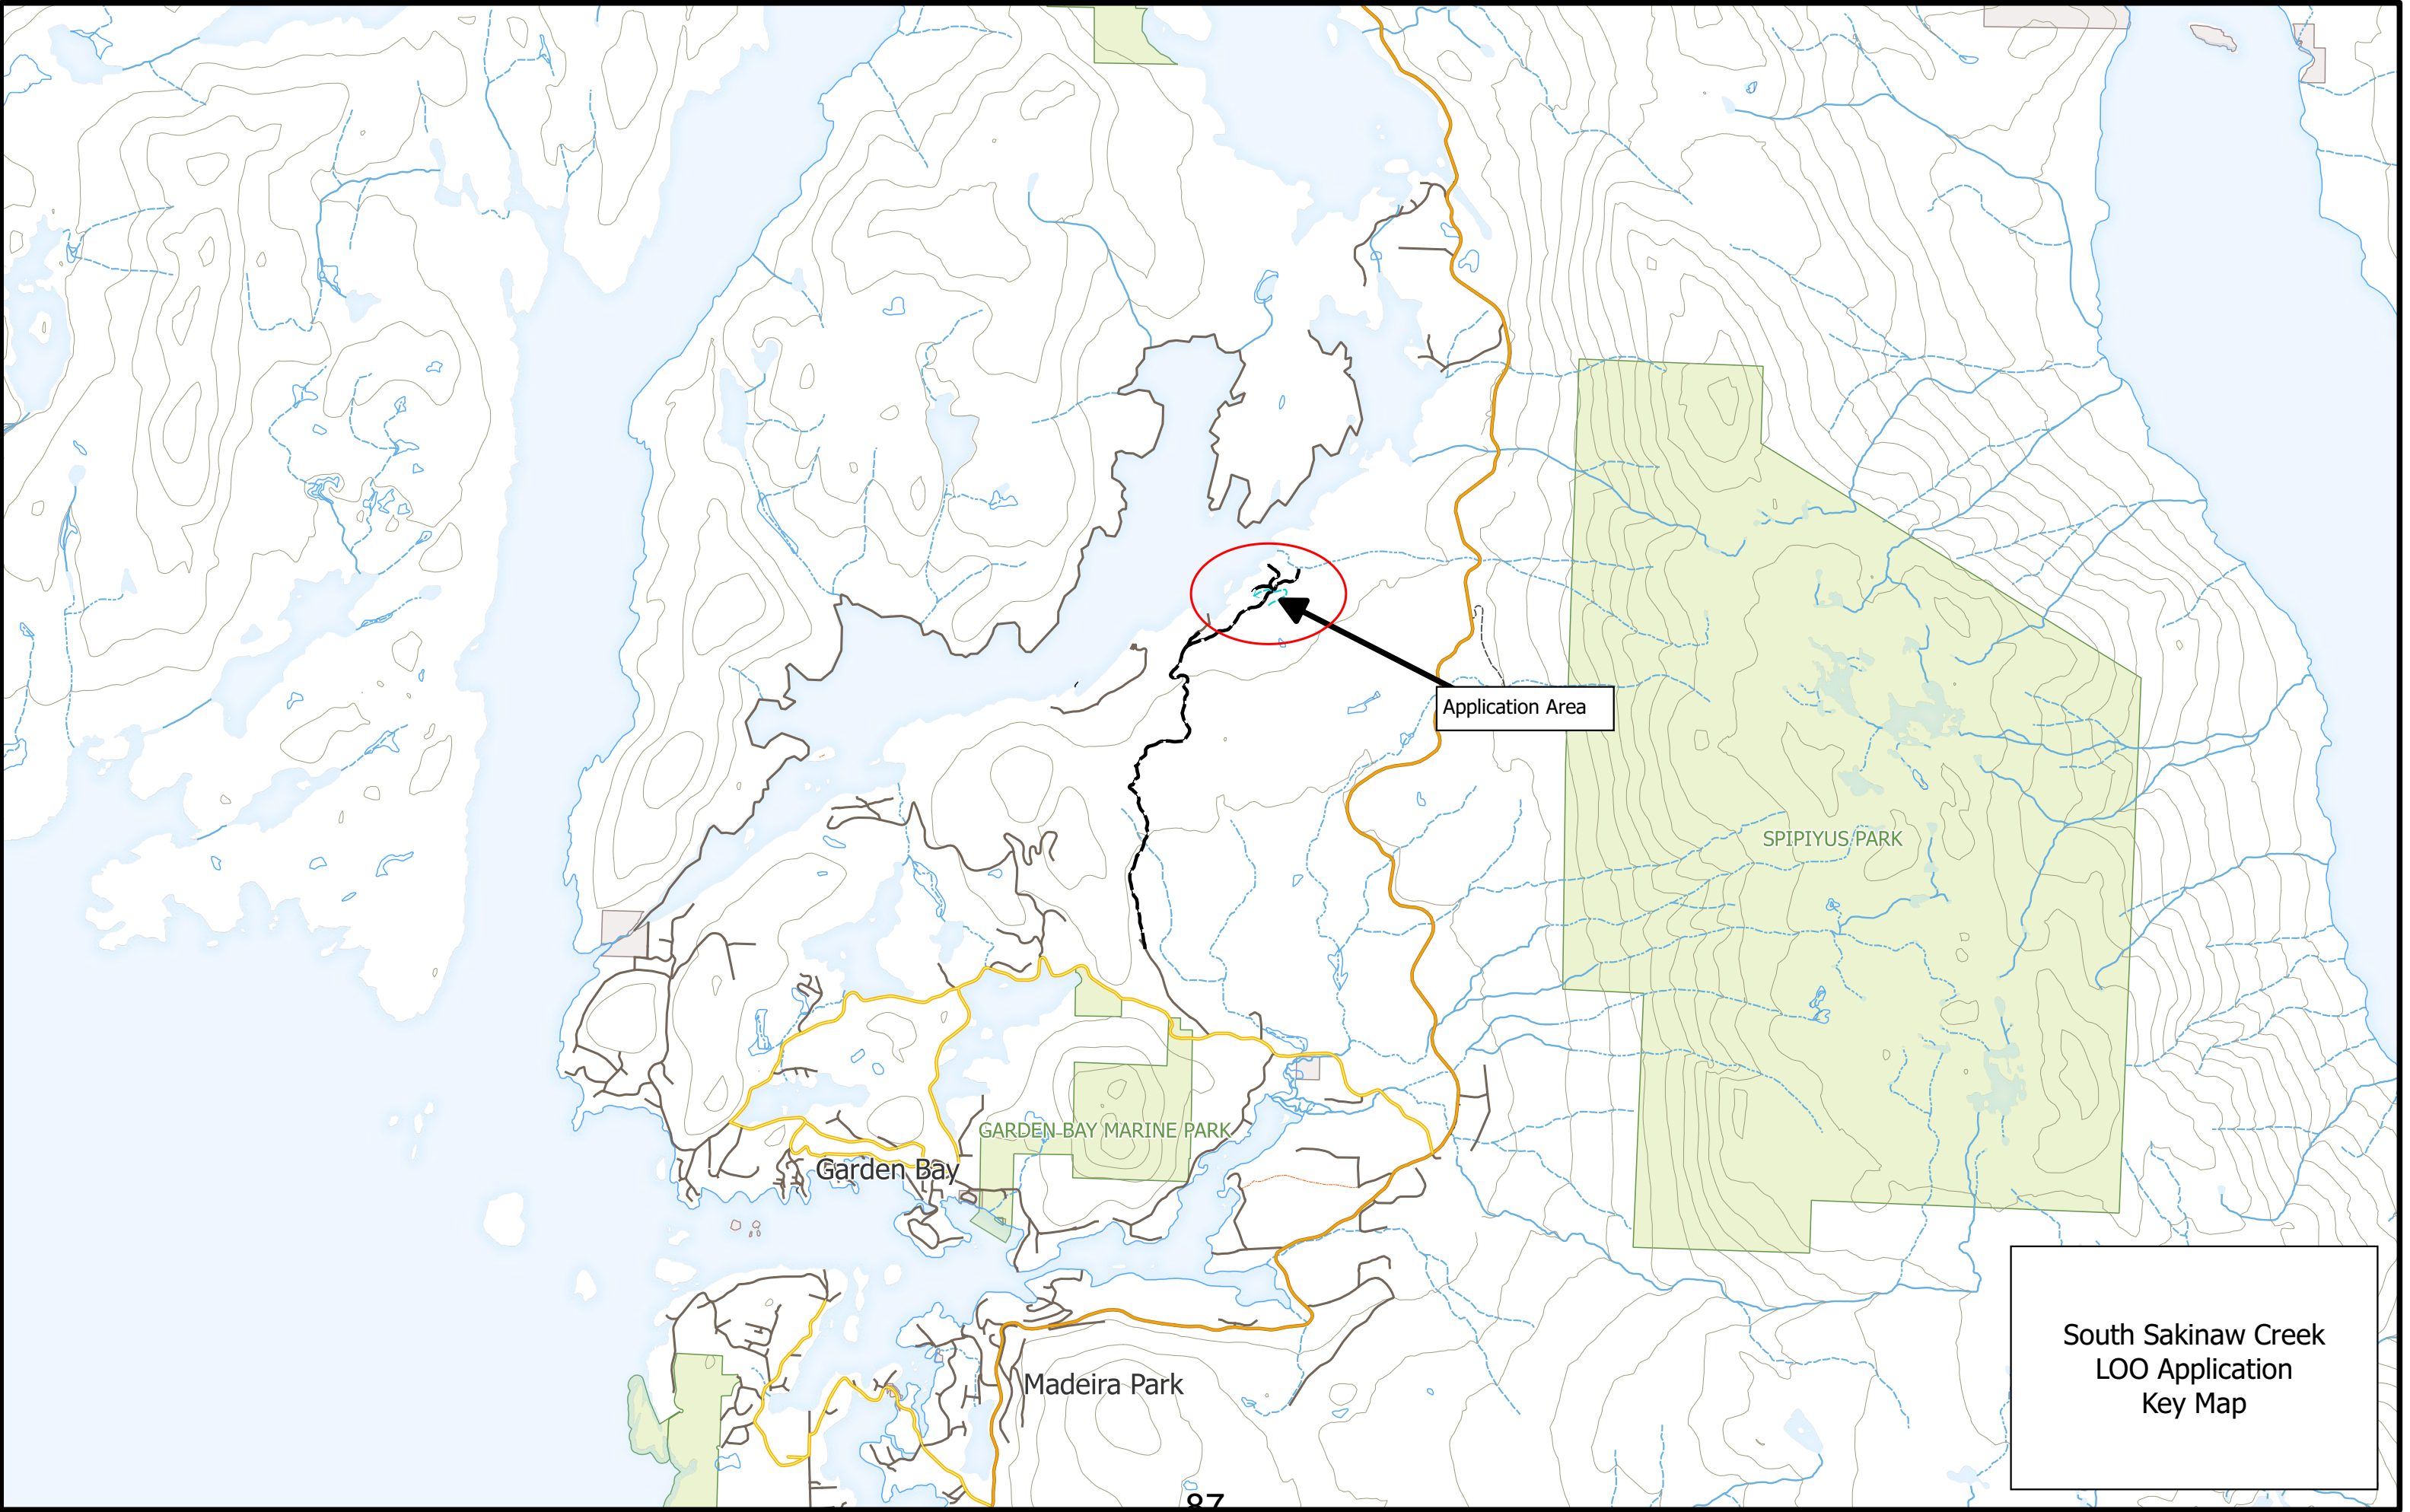 Application Area
SPIPIYUS PARK
GARDEN BAY MARINE PARK
Garden Bay
Madeira Park
South Sakinaw Creek
LOO Application
Key Map
87